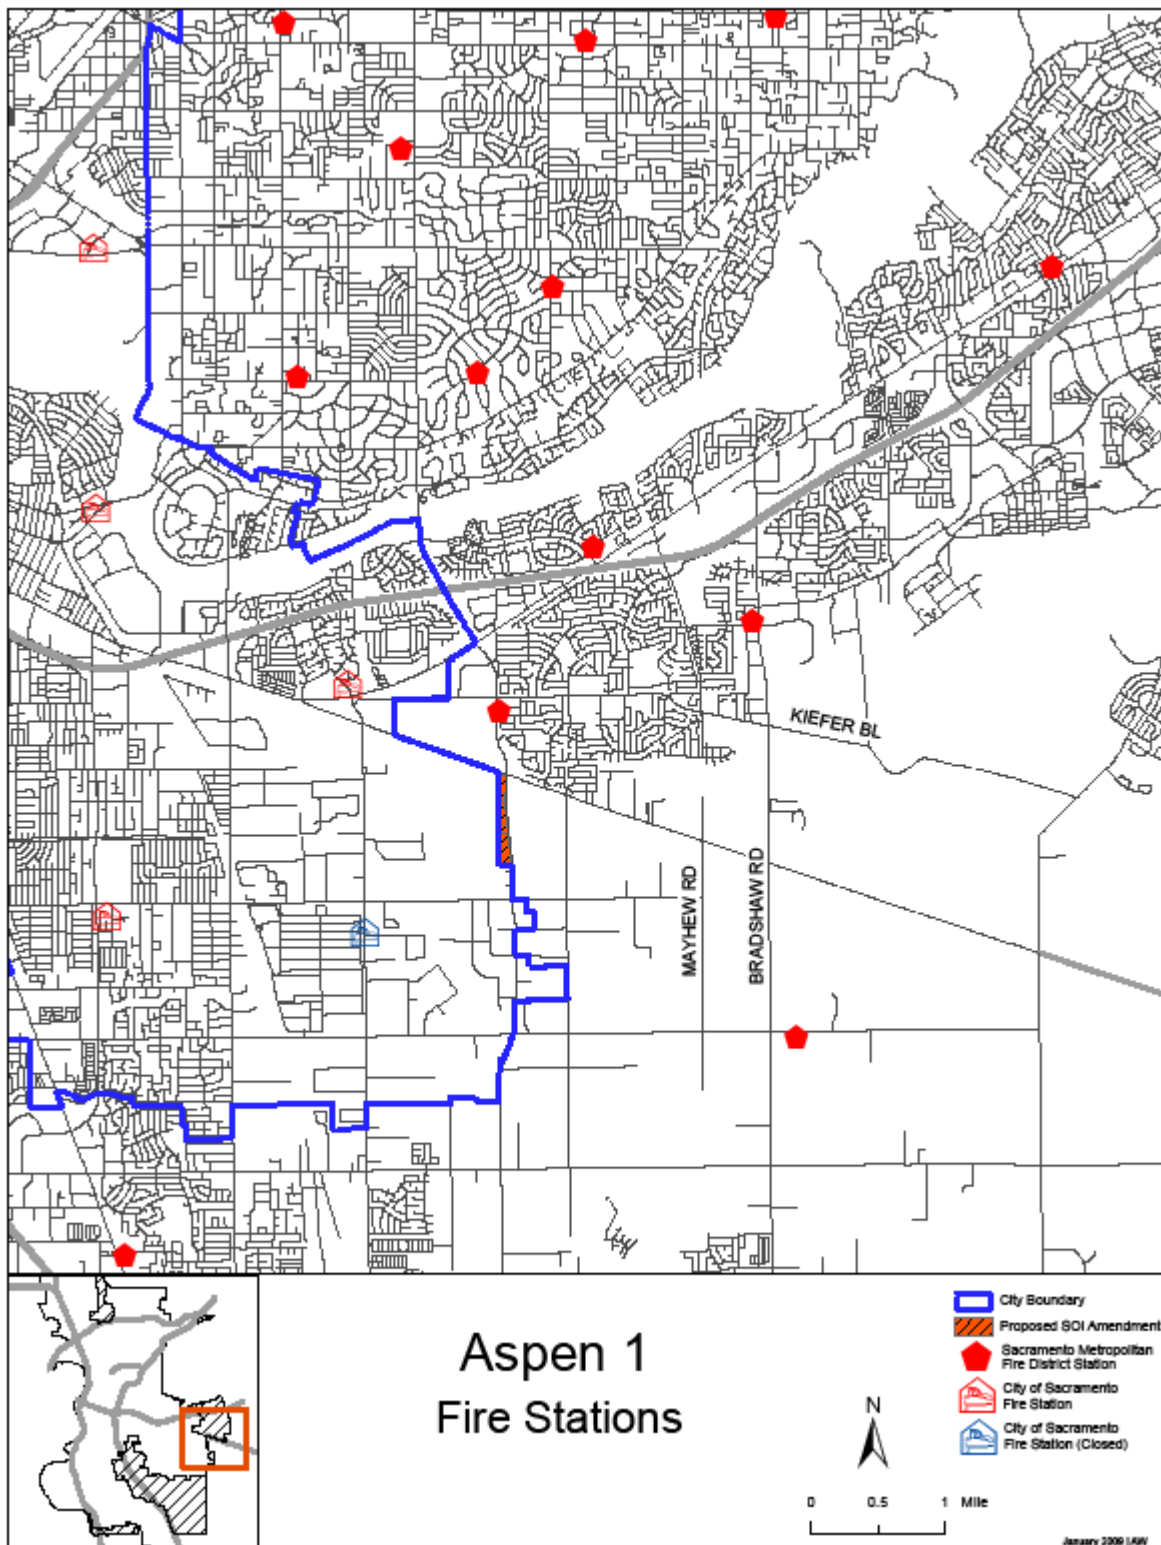 KIEFER BL
MAYHEW RD
BRADSHAW RD
Aspen 1
Fire Stations
City Boundary
Proposed SOI Amendment
Sacramento Metropolitan
Fire District Station
City of Sacramento
Fire Station
City of Sacramento
Fire Station (Closed)
N
0 0.5 1 Mile
January 2009 IAW